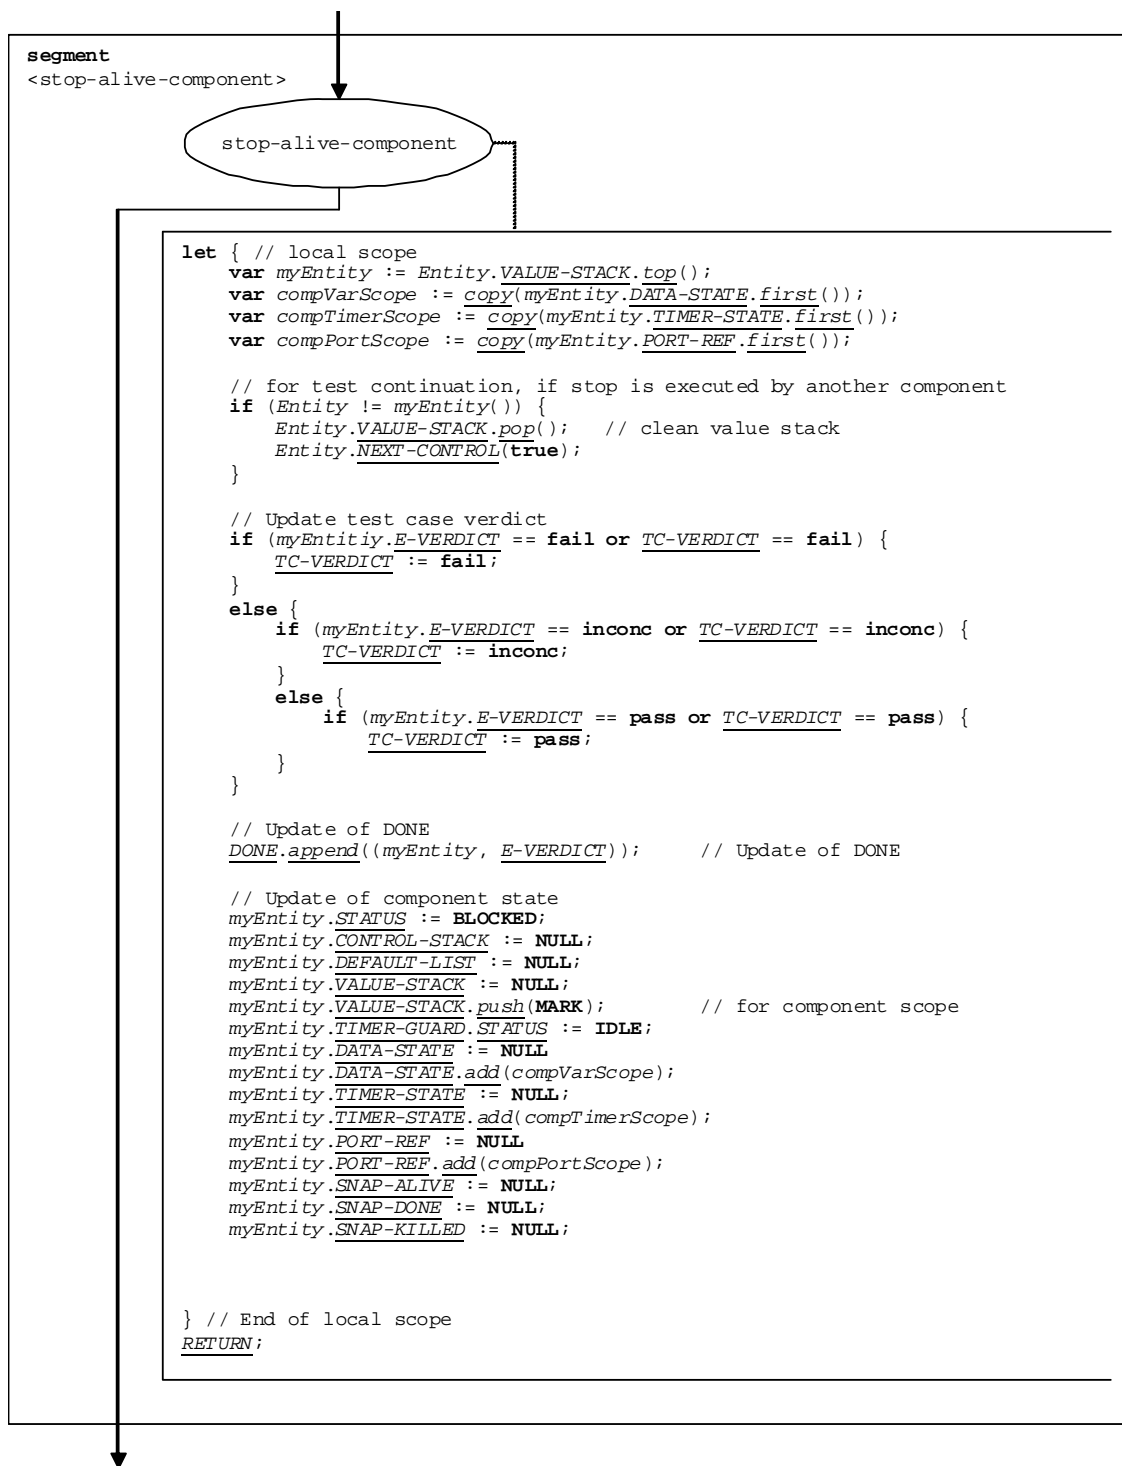 segment
<stop-alive-component>
stop-alive-component
let { // local scope
var myEntity := Entity.VALUE-STACK.top();
var compVarScope := copy(myEntity.DATA-STATE.first());
var compTimerScope := copy(myEntity.TIMER-STATE.first());
var compPortScope := copy(myEntity.PORT-REF.first());
// for test continuation, if stop is executed by another component
if (Entity != myEntity()) {
Entity.VALUE-STACK.pop(); // clean value stack
Entity.NEXT-CONTROL(true);
}
// Update test case verdict
if (myEntitiy.E-VERDICT == fail or TC-VERDICT == fail) {
TC-VERDICT := fail;
}
else {
if (myEntity.E-VERDICT == inconc or TC-VERDICT == inconc) {
TC-VERDICT := inconc;
}
else {
if (myEntity.E-VERDICT == pass or TC-VERDICT == pass) {
TC-VERDICT := pass;
}
}
// Update of DONE
DONE.append((myEntity, E-VERDICT)); // Update of DONE
// Update of component state
myEntity.STATUS := BLOCKED;
myEntity.CONTROL-STACK := NULL;
myEntity.DEFAULT-LIST := NULL;
myEntity.VALUE-STACK := NULL;
myEntity.VALUE-STACK.push(MARK); // for component scope
myEntity.TIMER-GUARD.STATUS := IDLE;
myEntity.DATA-STATE := NULL
myEntity.DATA-STATE.add(compVarScope);
myEntity.TIMER-STATE := NULL;
myEntity.TIMER-STATE.add(compTimerScope);
myEntity.PORT-REF := NULL
myEntity.PORT-REF.add(compPortScope);
myEntity.SNAP-ALIVE := NULL;
myEntity.SNAP-DONE := NULL;
myEntity.SNAP-KILLED := NULL;
} // End of local scope
RETURN;